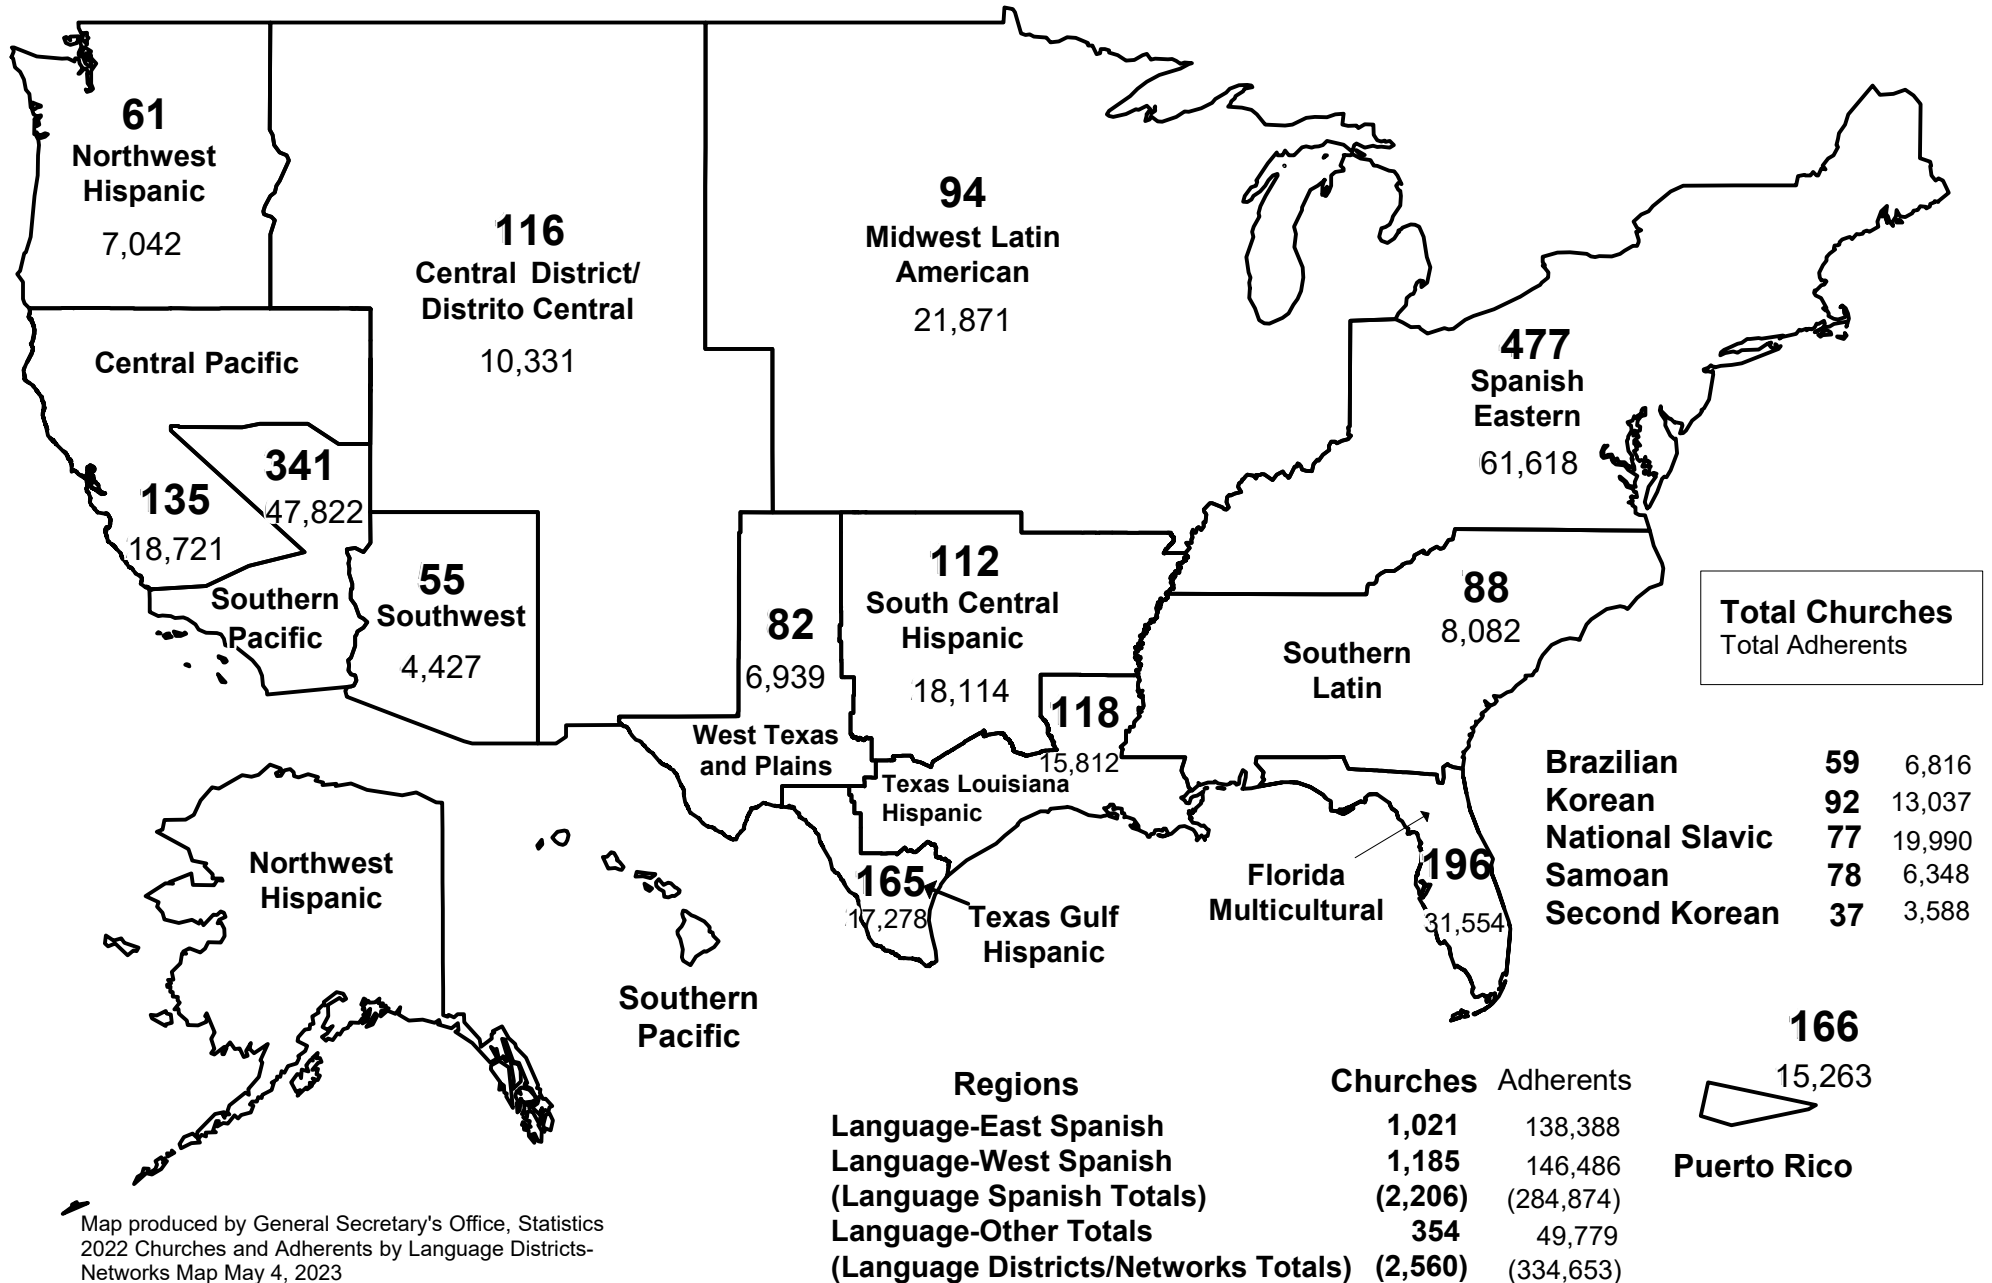 61
Northwest
Hispanic
7,042
116
Central District/
Distrito Central
10,331
94
Midwest Latin
American
21,871
477
Spanish
Eastern
61,618
Central Pacific
135
18,721
341
47,822
Southern
Pacific
55
Southwest
4,427
82
6,939
West Texas
and Plains
112
South Central
Hispanic
18,114
118
15,812
Texas Louisiana
Hispanic
165
17,278
Texas Gulf
Hispanic
88
8,082
Southern
Latin
Florida
Multicultural
196
31,554
Total Churches
Total Adherents
Brazilian 59 6,816
Korean 92 13,037
National Slavic 77 19,990
Samoan 78 6,348
Second Korean 37 3,588
Northwest
Hispanic
Southern
Pacific
166
15,263
Puerto Rico
Regions Churches Adherents
Language-East Spanish 1,021 138,388
Language-West Spanish 1,185 146,486
(Language Spanish Totals) (2,206) (284,874)
Language-Other Totals 354 49,779
(Language Districts/Networks Totals) (2,560) (334,653)
Map produced by General Secretary's Office, Statistics
2022 Churches and Adherents by Language Districts-
Networks Map May 4, 2023